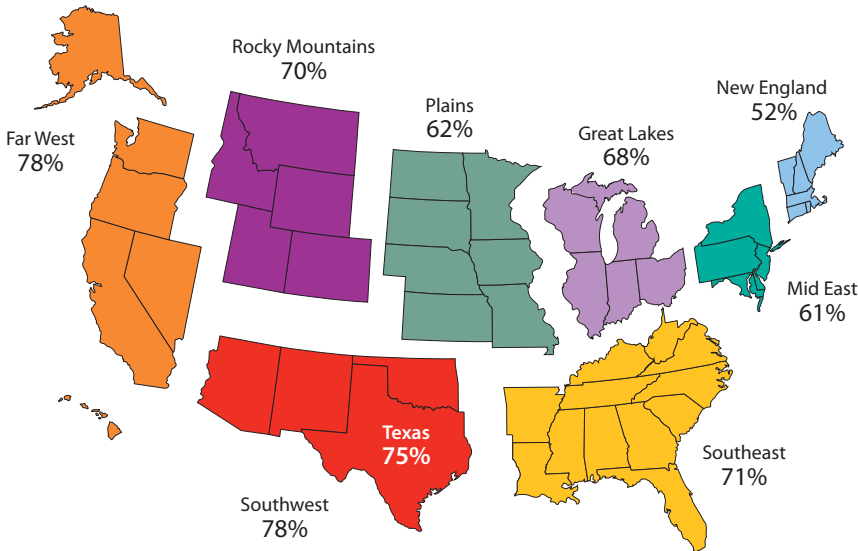 Rocky Mountains
70%
Far West
78%
Plains
62%
Great Lakes
68%
New England
52%
Mid East
61%
Texas
75%
Southwest
78%
Southeast
71%